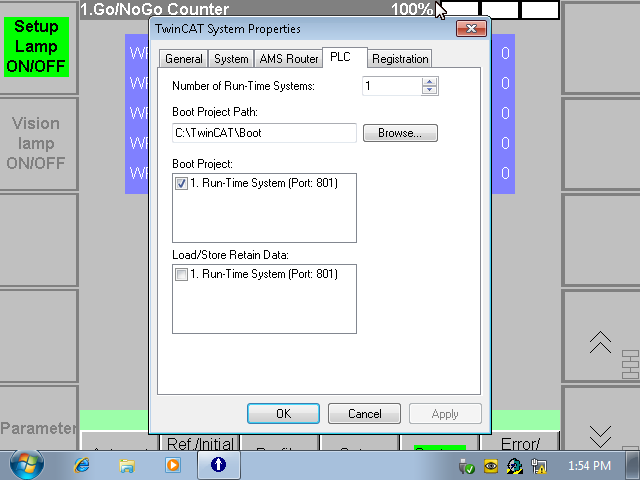 1.Go/NoGo Counter 100%
Setup
Lamp
ON/OFF
Vision
lamp
ON/OFF
Parameter
0
0
0
0
0
TwinCAT System Properties
General System AMS Router PLC Registration
Number of Run-Time Systems: 1
Boot Project Path:
C:\TwinCAT\Boot Browse...
Boot Project:
1. Run-Time System (Port: 801)
Load/Store Retain Data:
1. Run-Time System (Port: 801)
OK Cancel Apply
Ref./Initial Error/
1:54 PM